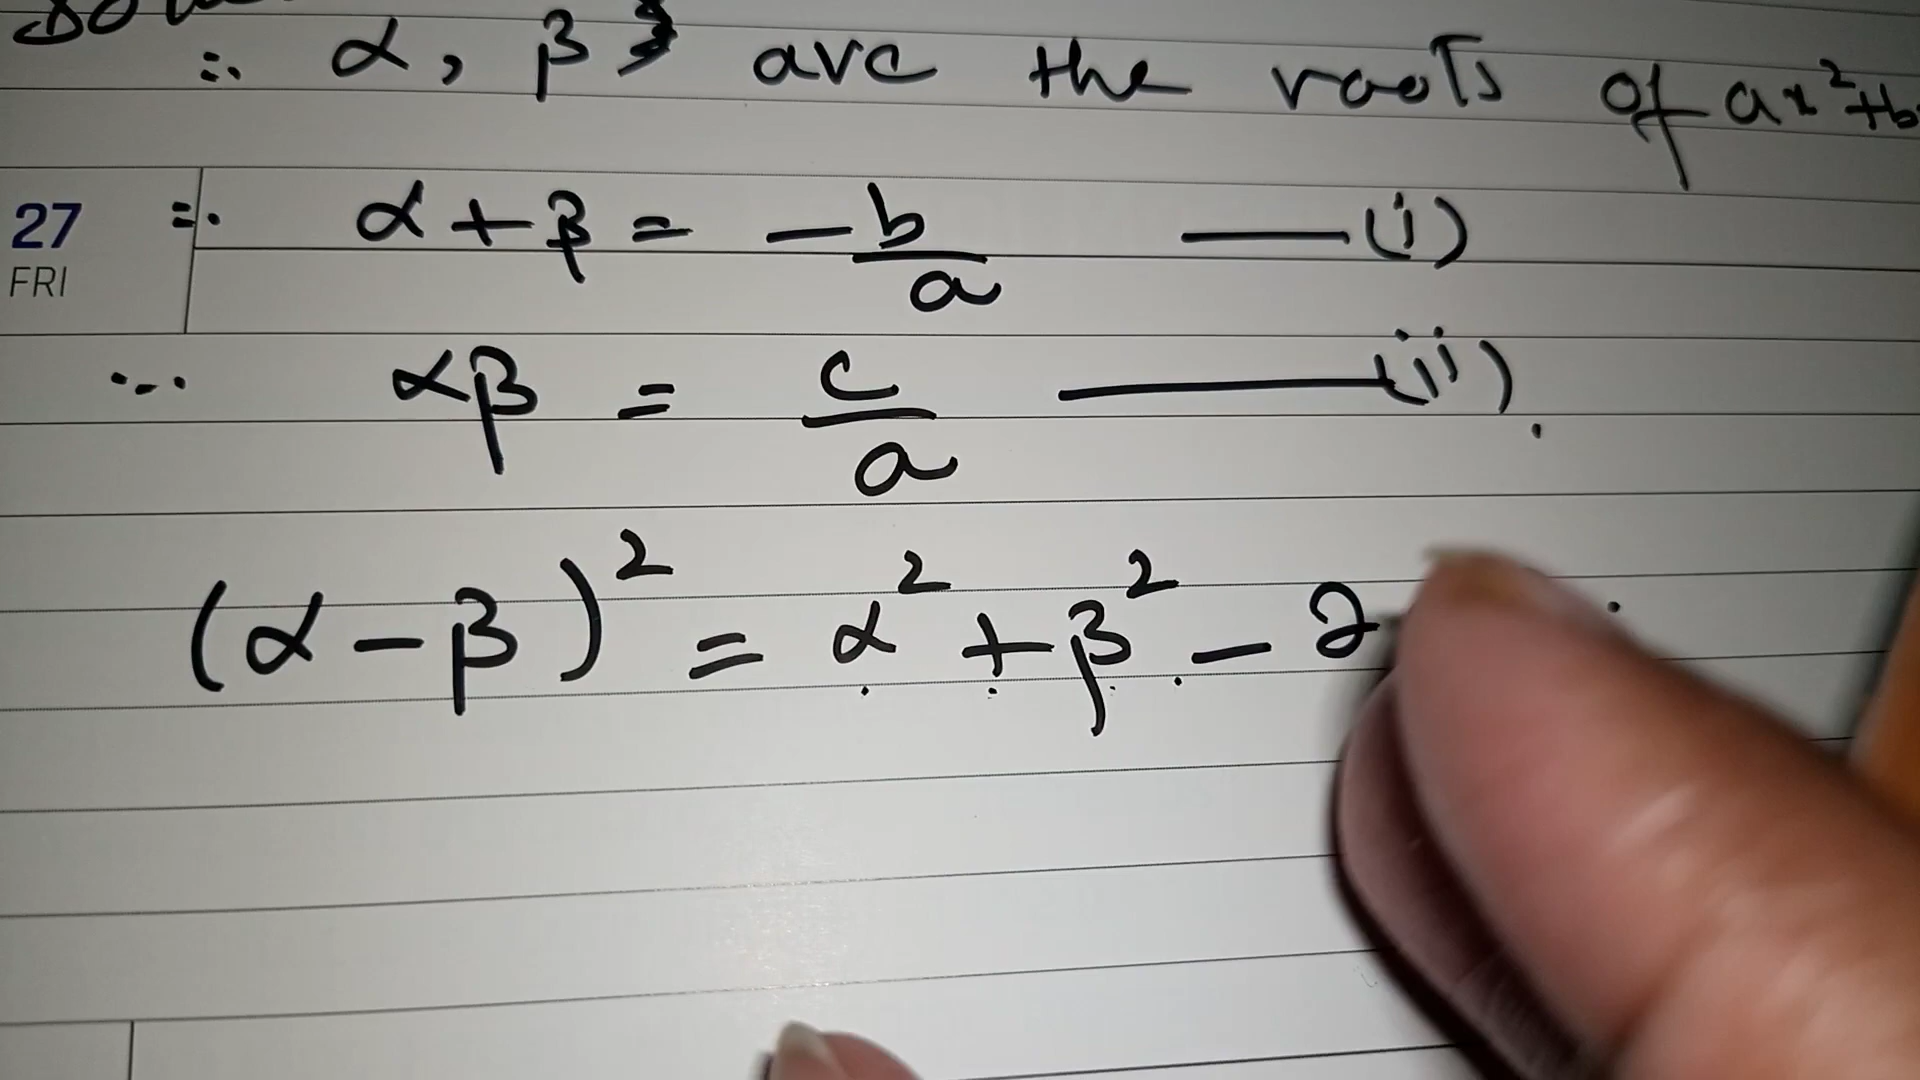 ∴ α, β are the roots of ax²+b
27
FRI
∴ α + β = -b/a —(i)
∴ αβ = c/a —(ii).
(α - β)² = α² + β² - 2